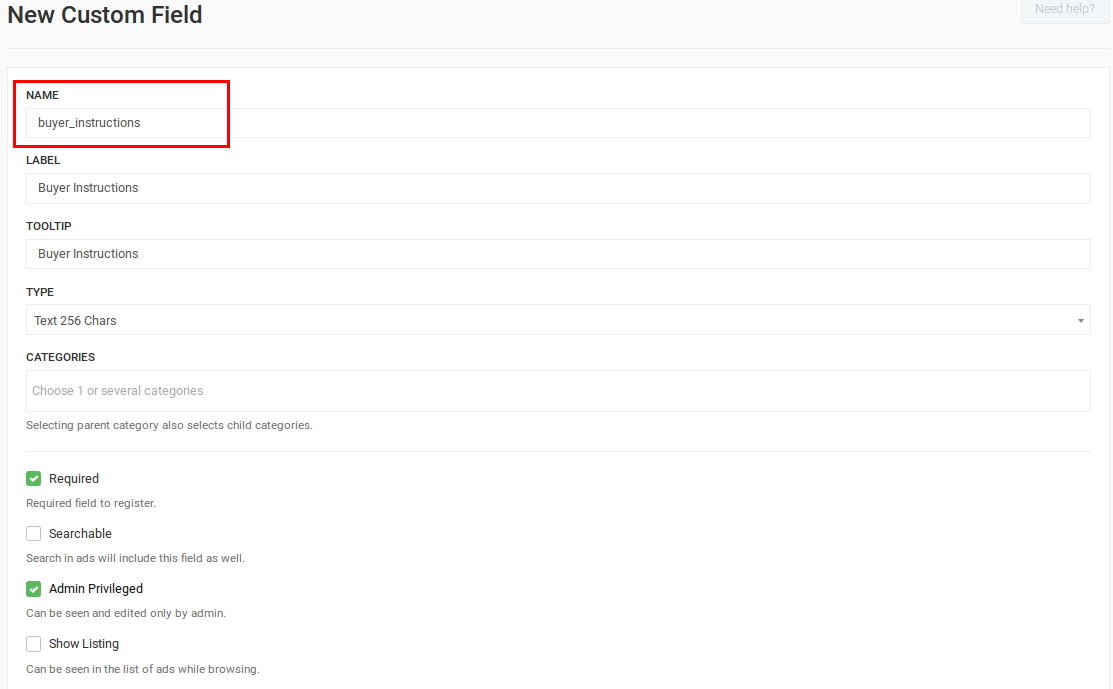 New Custom Field
Need help?
NAME
buyer_instructions
LABEL
Buyer Instructions
TOOLTIP
Buyer Instructions
TYPE
Text 256 Chars
CATEGORIES
Choose 1 or several categories
Selecting parent category also selects child categories.
Required
Required field to register.
Searchable
Search in ads will include this field as well.
Admin Privileged
Can be seen and edited only by admin.
Show Listing
Can be seen in the list of ads while browsing.